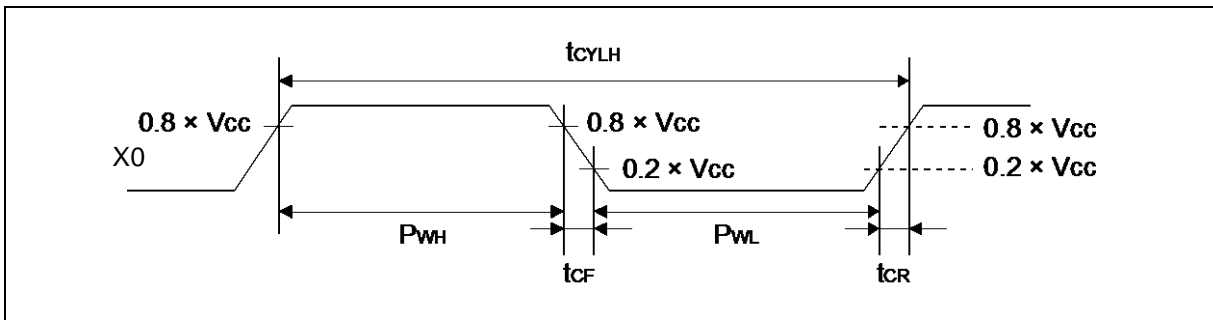 tCYLH
0.8 × Vcc
0.8 × Vcc
0.8 × Vcc
X0
0.2 × Vcc
0.2 × Vcc
PWH
PWL
tCF
tCR